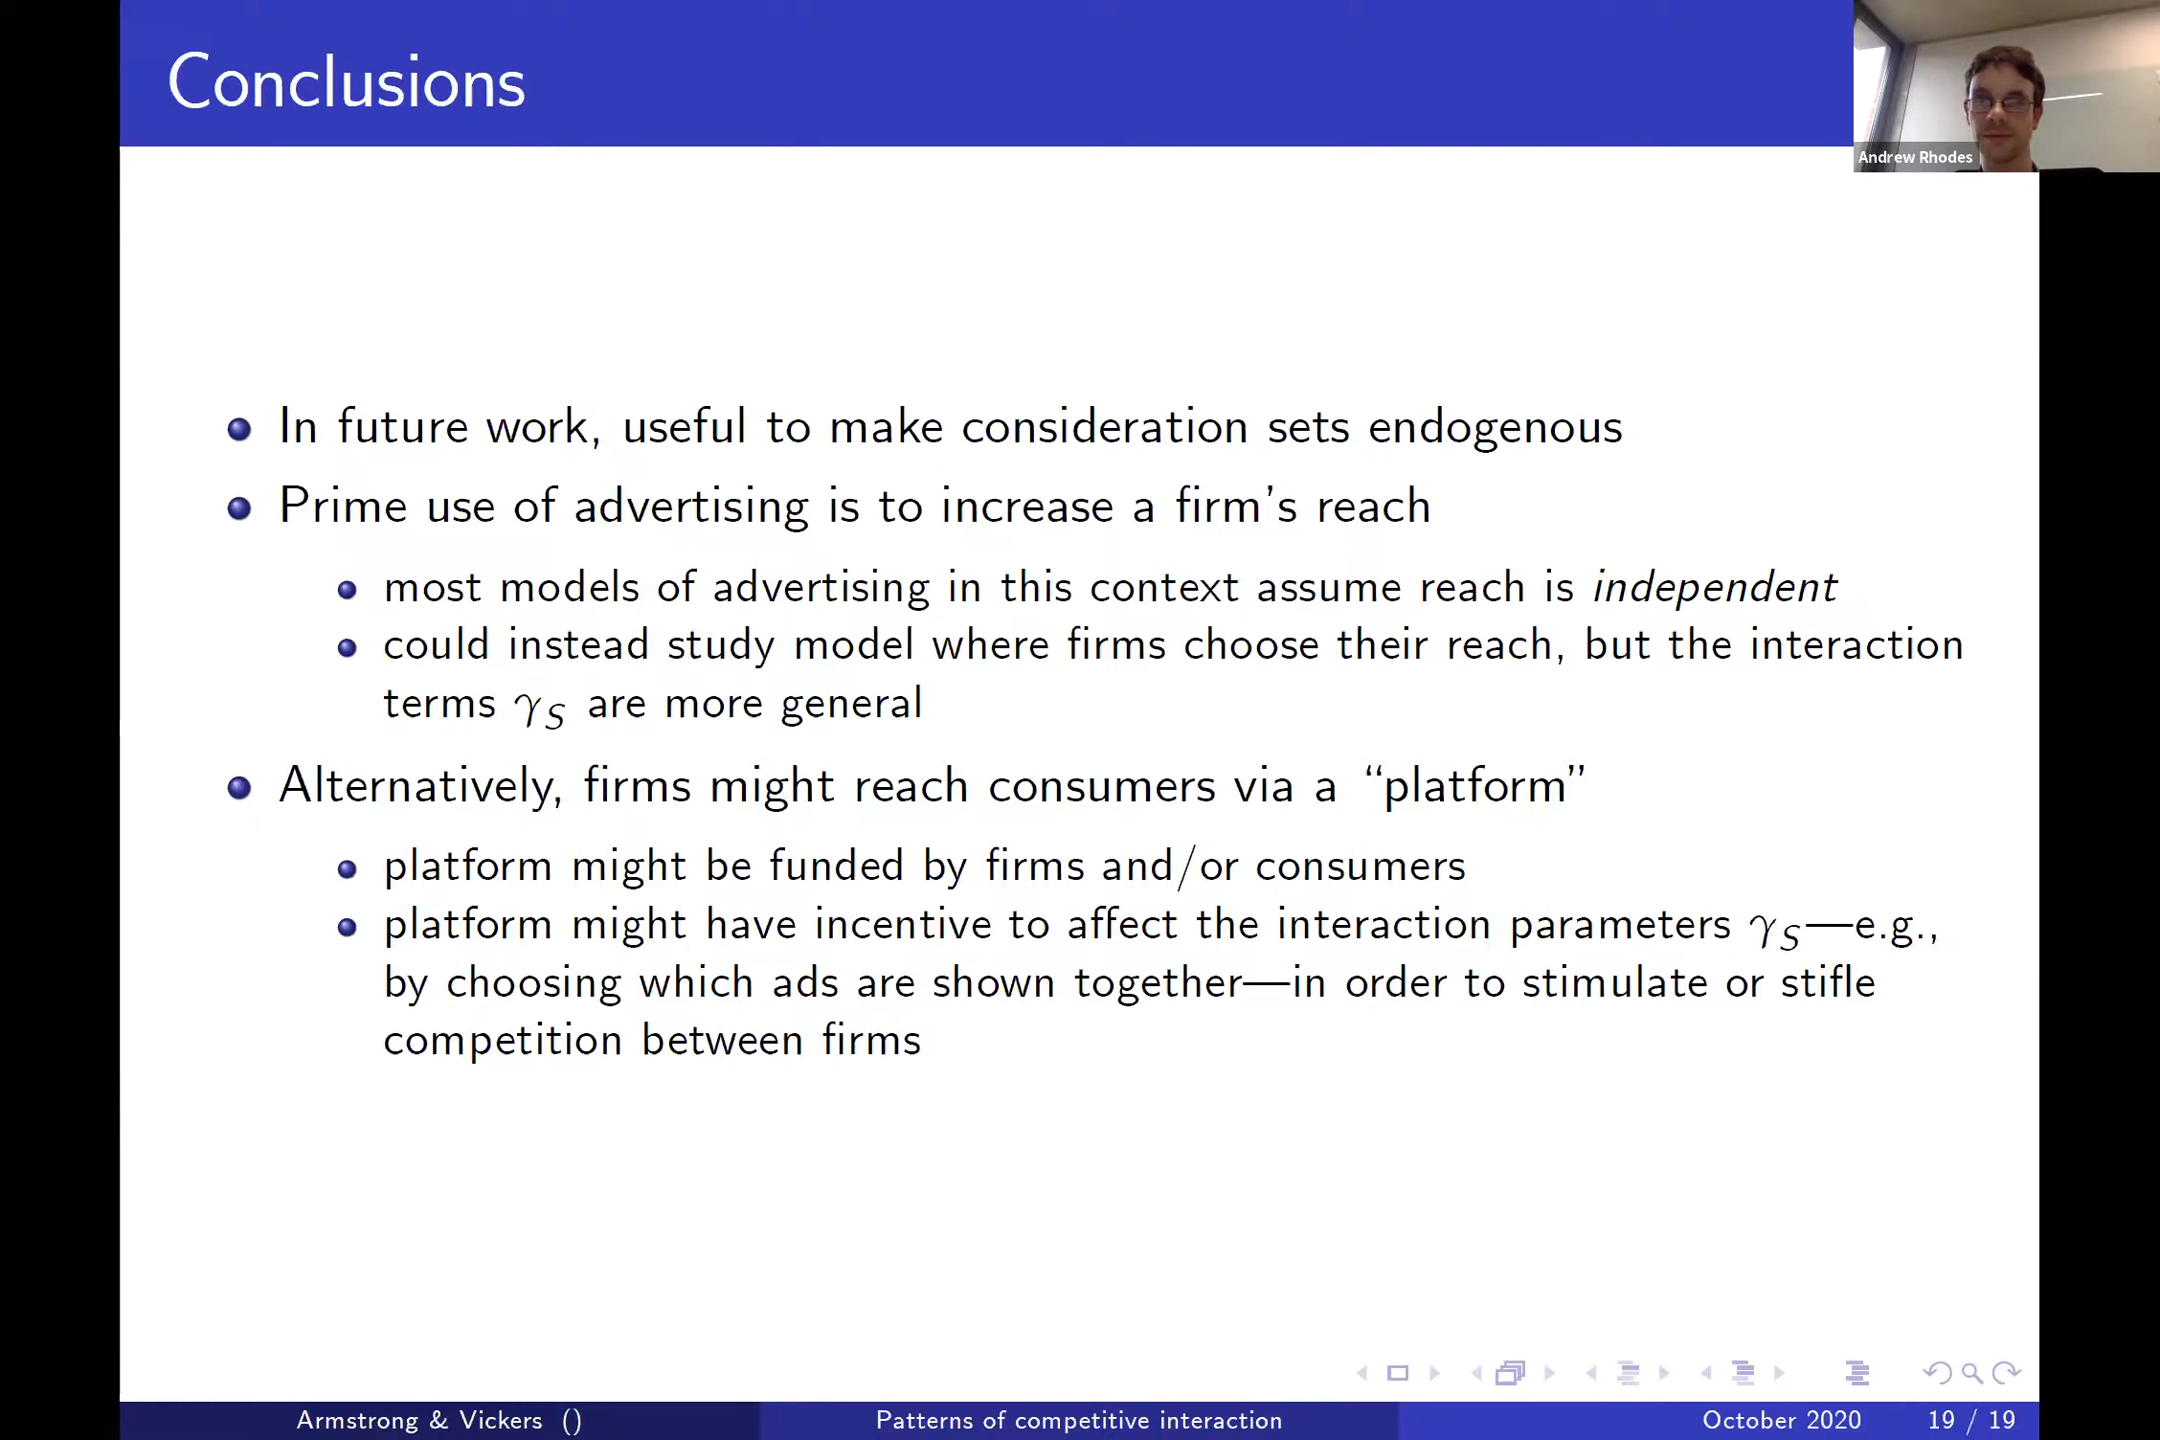 Conclusions
Andrew Rhodes
In future work, useful to make consideration sets endogenous
Prime use of advertising is to increase a firm's reach
most models of advertising in this context assume reach is independent
could instead study model where firms choose their reach, but the interaction
terms γS are more general
Alternatively, firms might reach consumers via a “platform”
platform might be funded by firms and/or consumers
platform might have incentive to affect the interaction parameters γS—e.g.,
by choosing which ads are shown together—in order to stimulate or stifle
competition between firms
Armstrong & Vickers () Patterns of competitive interaction October 2020 19 / 19